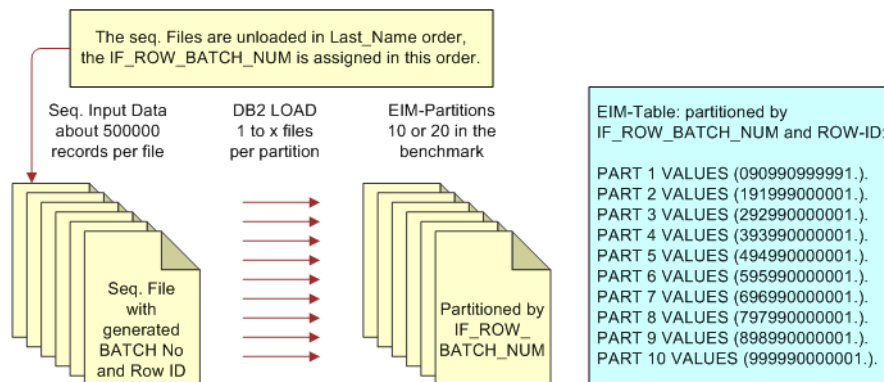 The seq. Files are unloaded in Last_Name order,
the IF_ROW_BATCH_NUM is assigned in this order.
Seq. Input Data
about 500000
records per file
DB2 LOAD
1 to x files
per partition
EIM-Partitions
10 or 20 in the
benchmark
Seq. File
with
generated
BATCH No
and Row ID
Partitioned by
IF_ROW_
BATCH_NUM
EIM-Table: partitioned by
IF_ROW_BATCH_NUM and ROW-ID:
PART 1 VALUES (090990999991.).
PART 2 VALUES (191999000001.).
PART 3 VALUES (292990000001.).
PART 4 VALUES (393990000001.).
PART 5 VALUES (494990000001.).
PART 6 VALUES (595990000001.).
PART 7 VALUES (696990000001.).
PART 8 VALUES (797990000001.).
PART 9 VALUES (898990000001.).
PART 10 VALUES (999990000001.).